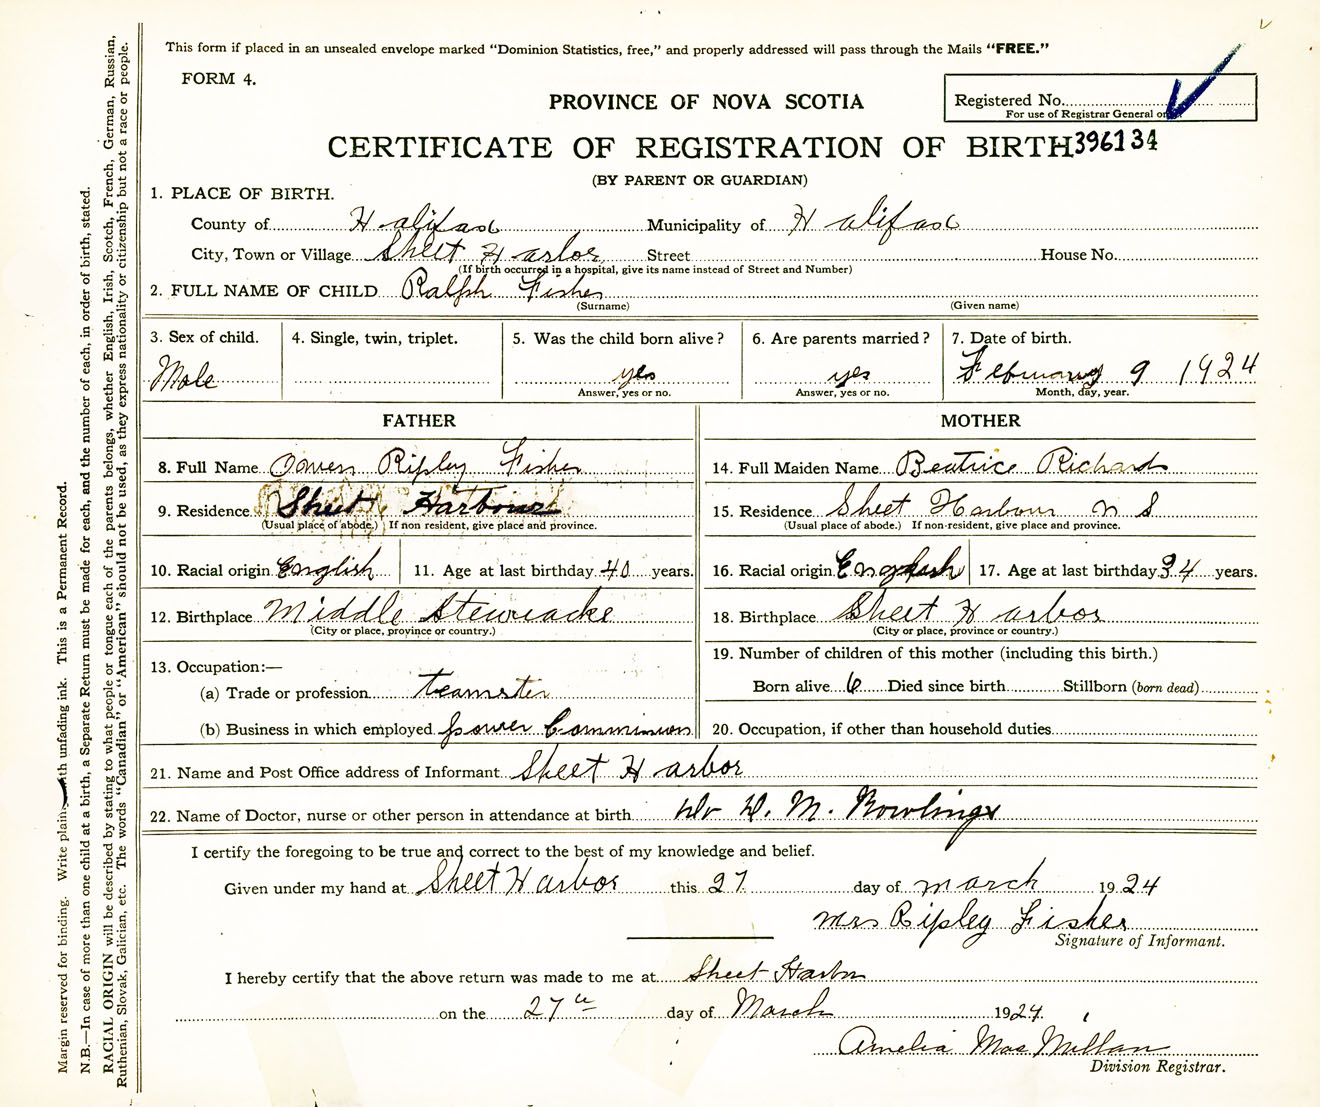 This form if placed in an unsealed envelope marked “Dominion Statistics, free,” and properly addressed will pass through the Mails “FREE.”
FORM 4.
Registered No.
For use of Registrar General
PROVINCE OF NOVA SCOTIA
CERTIFICATE OF REGISTRATION OF BIRTH 396134
(BY PARENT OR GUARDIAN)
1. PLACE OF BIRTH.
County of Halifax Municipality of Halifax
City, Town or Village Sheet Harbor Street House No.
(If birth occurred in a hospital, give its name instead of Street and Number)
2. FULL NAME OF CHILD Ralph Fisher
(Surname) (Given name)
3. Sex of child. 4. Single, twin, triplet. 5. Was the child born alive? 6. Are parents married? 7. Date of birth.
Male yes yes February 9 1924
Answer, yes or no. Answer, yes or no. Month, day, year.
FATHER MOTHER
8. Full Name Owen Ripley Fisher 14. Full Maiden Name Beatrice Richard
9. Residence Sheet Harbour 15. Residence Sheet Harbour N S
(Usual place of abode.) If non resident, give place and province. (Usual place of abode.) If non-resident, give place and province.
10. Racial origin English 11. Age at last birthday 40 years. 16. Racial origin English 17. Age at last birthday 34 years.
12. Birthplace Middle Stewiacke 18. Birthplace Sheet Harbor
(City or place, province or country.) (City or place, province or country.)
13. Occupation:— 19. Number of children of this mother (including this birth.)
(a) Trade or profession teamster Born alive 6 Died since birth Stillborn (born dead)
(b) Business in which employed power Commission 20. Occupation, if other than household duties
21. Name and Post Office address of Informant Sheet Harbor
22. Name of Doctor, nurse or other person in attendance at birth Dr D. M. Rowlings
I certify the foregoing to be true and correct to the best of my knowledge and belief.
Given under my hand at Sheet Harbor this 27 day of march 1924
Mrs Ripley Fisher
Signature of Informant.
I hereby certify that the above return was made to me at Sheet Harbor
on the 27th day of March 1924.
Amelia MacMillan
Division Registrar.
Margin reserved for binding. Write plain with unfading ink. This is a Permanent Record.
N.B.—In case of more than one child at a birth, a Separate Return must be made for each, and the number of each, in order of birth, stated.
RACIAL ORIGIN will be described by stating to what people or tongue each of the parents belongs, whether English, Irish, Scotch, French, German, Russian,
Ruthenian, Slovak, Galician, etc. The words “Canadian” or “American” should not be used, as they express nationality or citizenship but not a race or people.